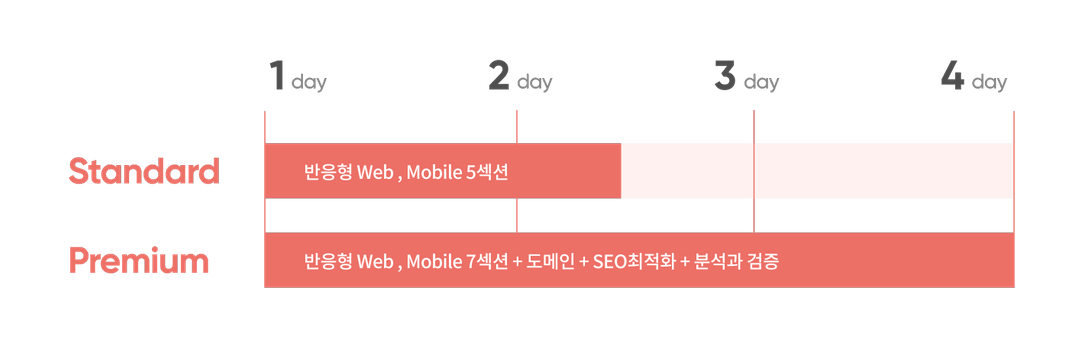 1 day 2 day 3 day 4 day
Standard
반응형 Web , Mobile 5섹션
Premium
반응형 Web , Mobile 7섹션 + 도메인 + SEO최적화 + 분석과 검증